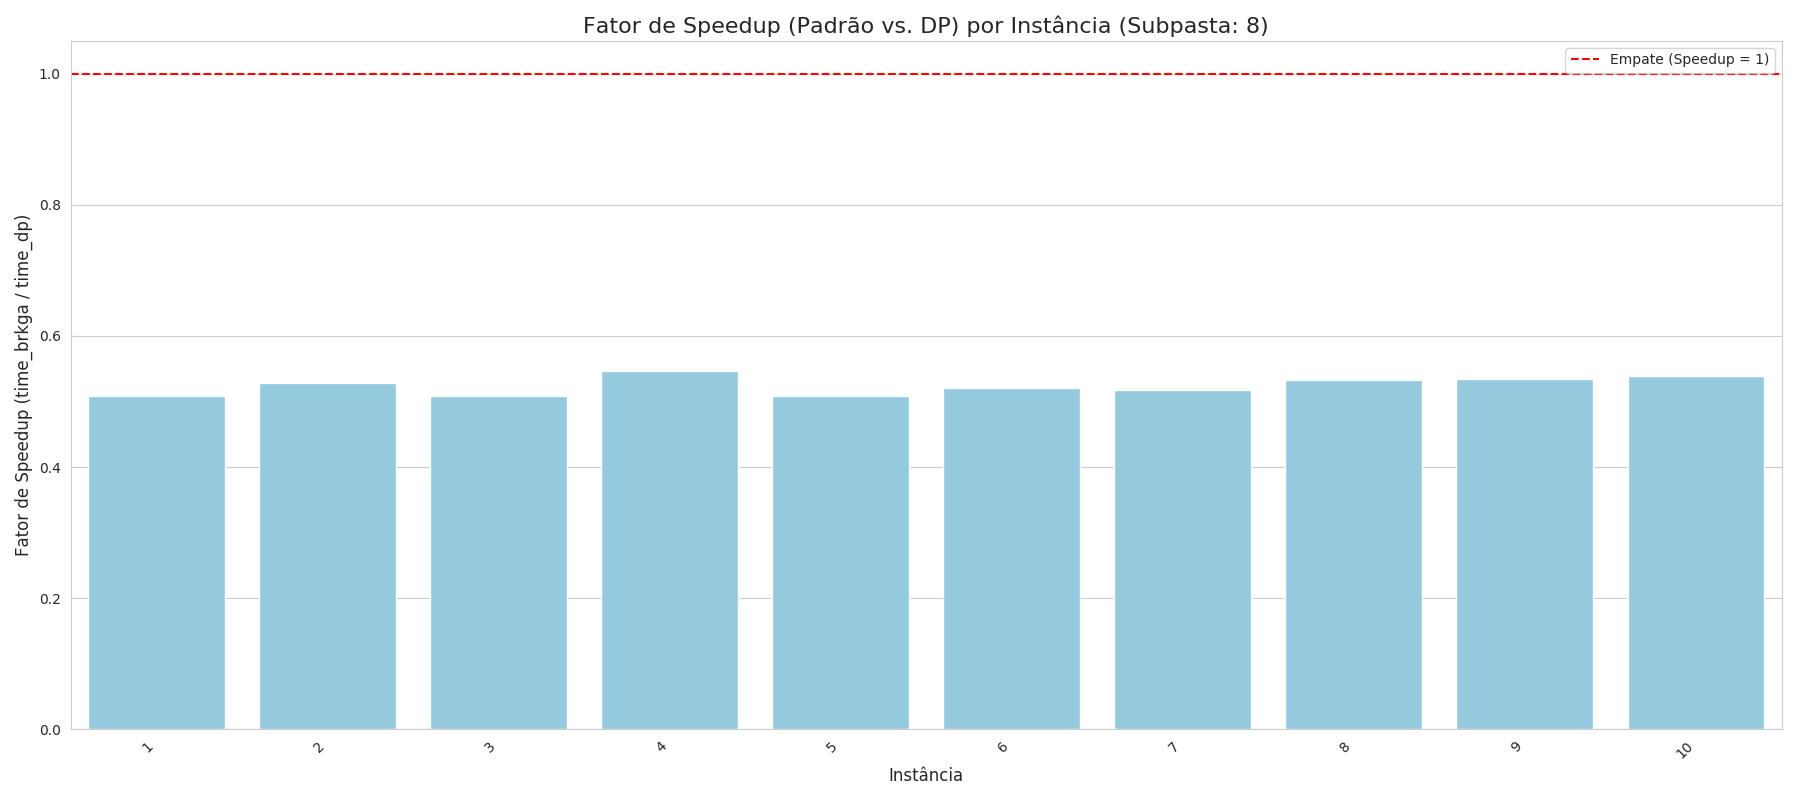 Fator de Speedup (Padrão vs. DP) por Instância (Subpasta: 8)
Empate (Speedup = 1)
Fator de Speedup (time_brkga / time_dp)
1.0
0.8
0.6
0.4
0.2
0.0
1 2 3 4 5 6 7 8 9 10
Instância